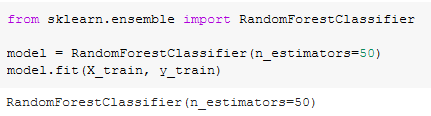 from sklearn.ensemble import RandomForestClassifier
model = RandomForestClassifier(n_estimators=50)
model.fit(X_train, y_train)
RandomForestClassifier(n_estimators=50)